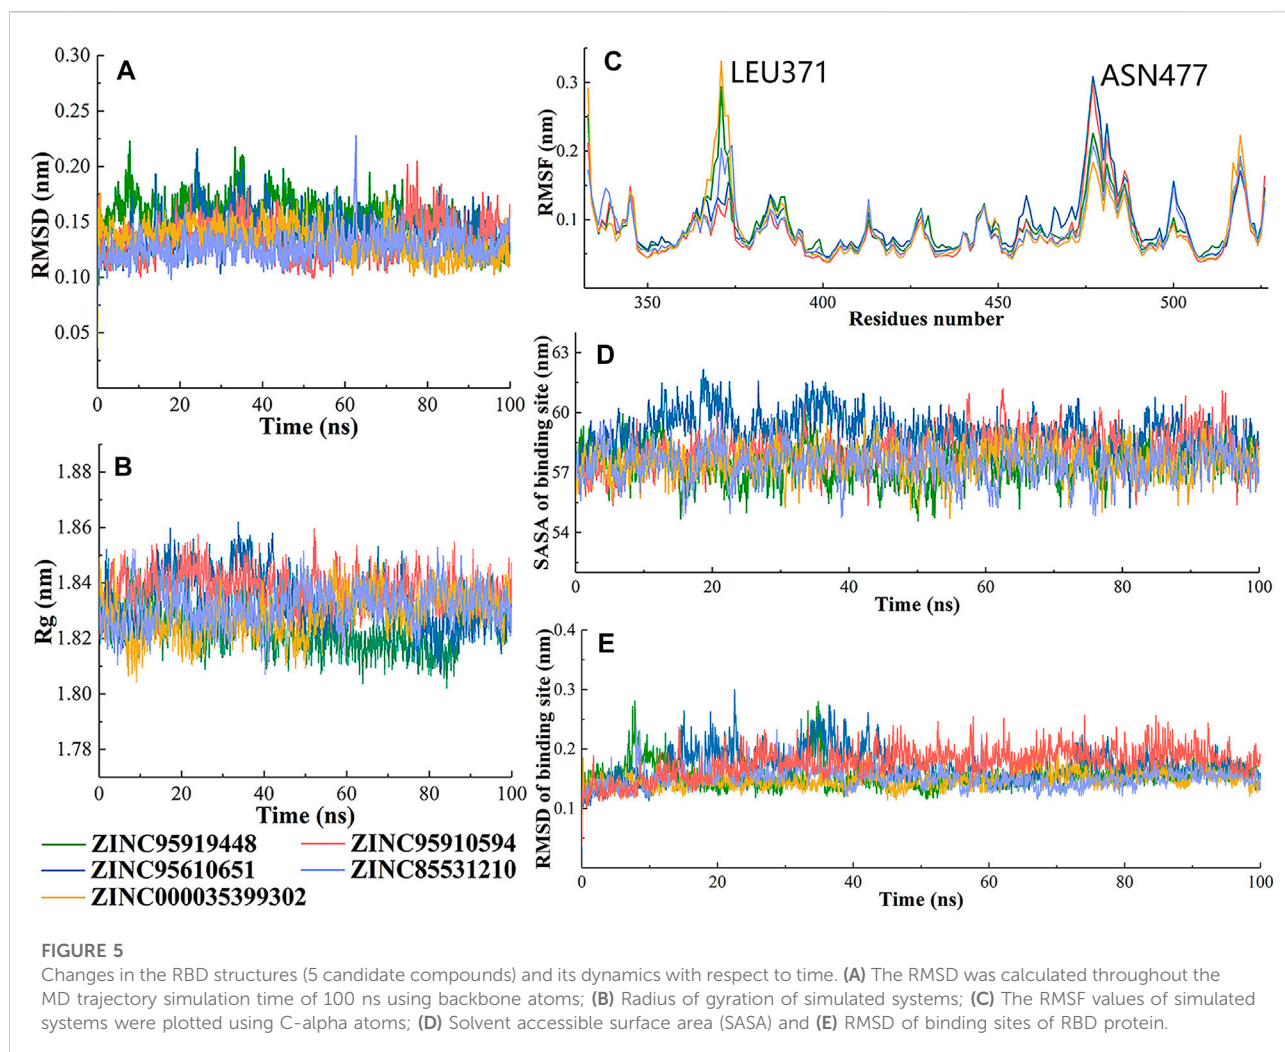 A
0.30
0.25
0.20
0.15
0.10
0.05
RMSD (nm)
0 20 40 60 80 100
Time (ns)
B
1.88
1.86
1.84
1.82
1.80
1.78
Rg (nm)
0 20 40 60 80 100
Time (ns)
C
LEU371
ASN477
0.3
0.2
0.1
RMSF (nm)
350 400 450 500
Residues number
D
63
60
57
54
SASA of binding site (nm)
0 20 40 60 80 100
Time (ns)
E
0.4
0.3
0.2
0.1
0.0
RMSD of binding site (nm)
0 20 40 60 80 100
Time (ns)
ZINC95919448 ZINC95910594
ZINC95610651 ZINC85531210
ZINC000035399302
FIGURE 5
Changes in the RBD structures (5 candidate compounds) and its dynamics with respect to time. (A) The RMSD was calculated throughout the
MD trajectory simulation time of 100 ns using backbone atoms; (B) Radius of gyration of simulated systems; (C) The RMSF values of simulated
systems were plotted using C-alpha atoms; (D) Solvent accessible surface area (SASA) and (E) RMSD of binding sites of RBD protein.